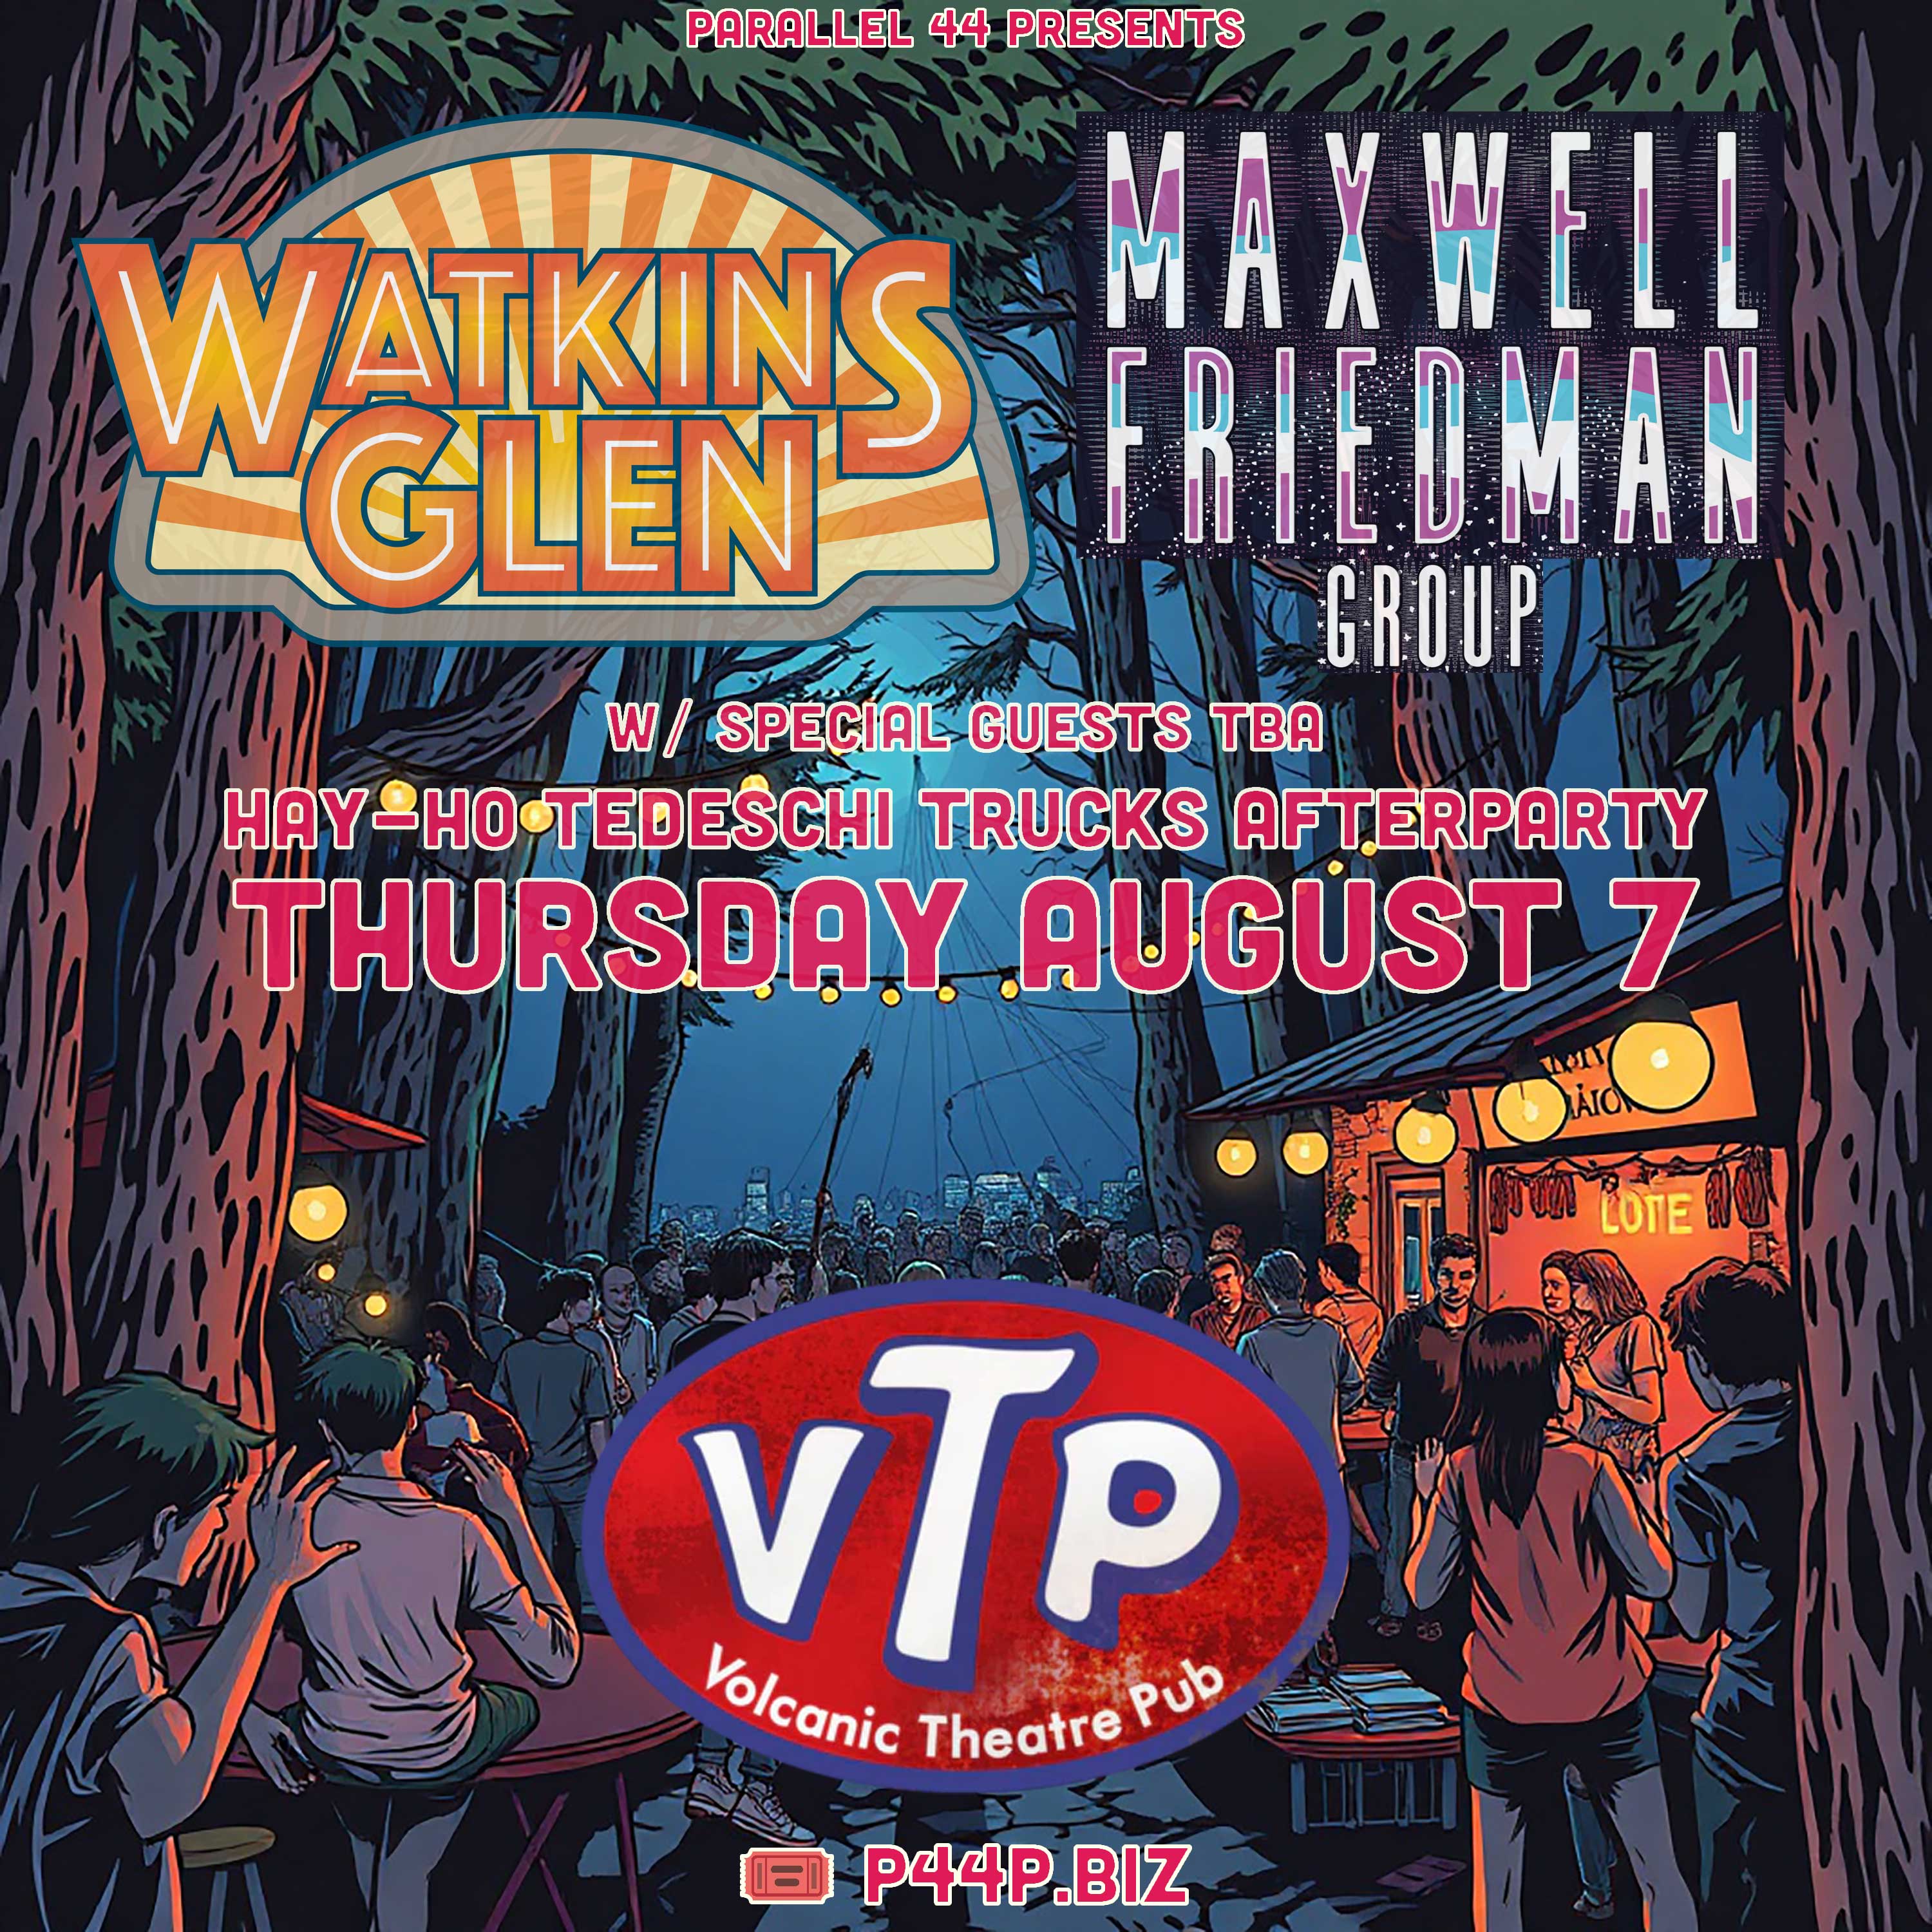 PARALLEL 44 PRESENTS
WATKINS
GLEN
MAXWELL
FRIEDMAN
GROUP
W/ SPECIAL GUESTS TBA
HAY-HO TEDESCHI TRUCKS AFTERPARTY
THURSDAY AUGUST 7
LOTE
VTP
Volcanic Theatre Pub
P44P.BIZ